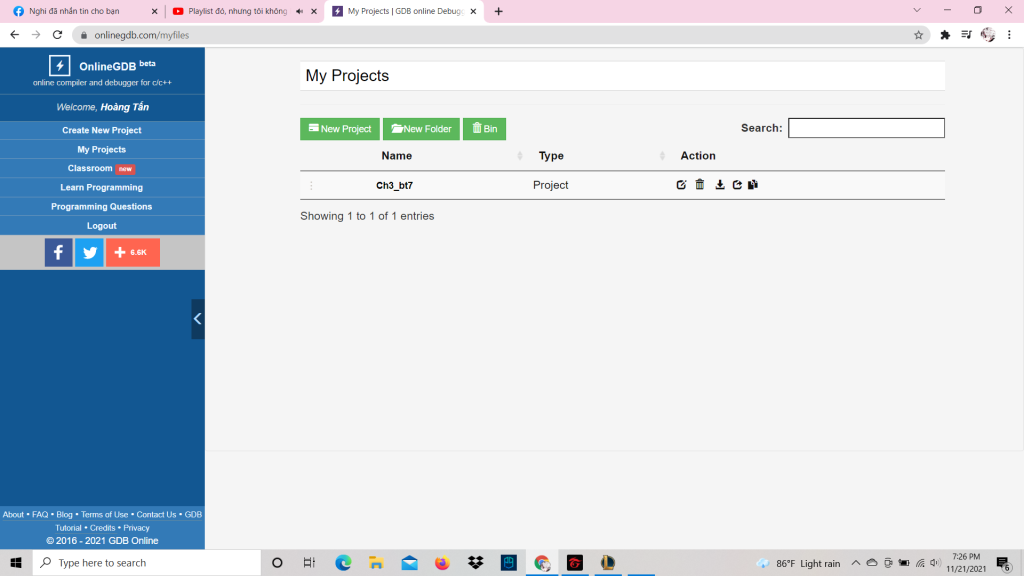 Nghi đã nhắn tin cho bạn
Playlist đó, nhưng tôi không
My Projects | GDB online Debug
onlinegdb.com/myfiles
OnlineGDB beta
online compiler and debugger for c/c++
Welcome, Hoàng Tấn
Create New Project
My Projects
Classroom new
Learn Programming
Programming Questions
Logout
6.6K
My Projects
New Project
New Folder
Bin
Search:
Name Type Action
Ch3_bt7 Project
Showing 1 to 1 of 1 entries
About • FAQ • Blog • Terms of Use • Contact Us • GDB
Tutorial • Credits • Privacy
© 2016 - 2021 GDB Online
Type here to search
86°F Light rain
7:26 PM
11/21/2021
6